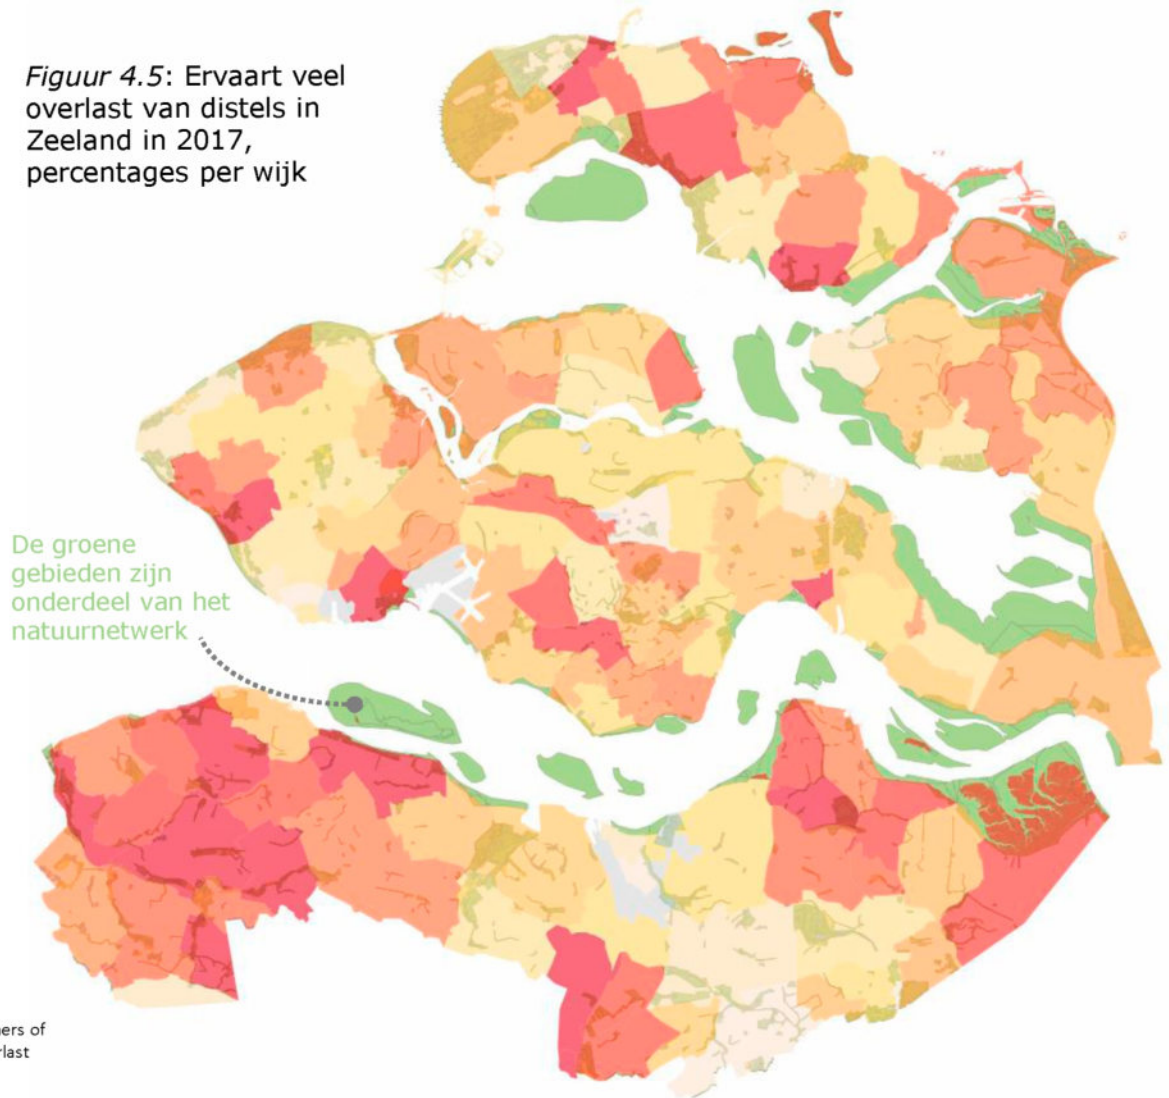 Figuur 4.5: Ervaart veel
overlast van distels in
Zeeland in 2017,
percentages per wijk
De groene
gebieden zijn
onderdeel van het
natuurnetwerk
of